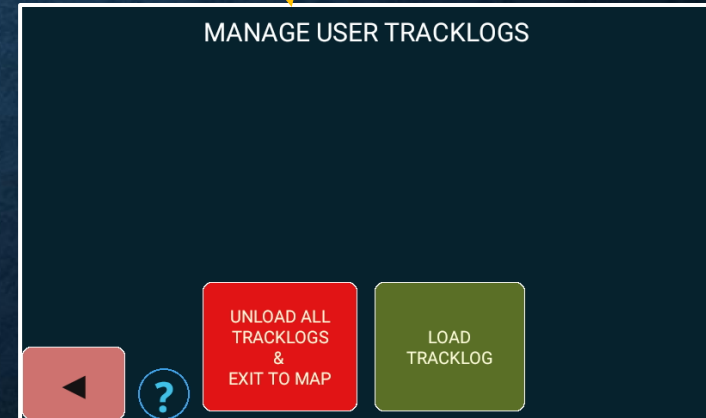 MANAGE USER TRACKLOGS
UNLOAD ALL
TRACKLOGS
&
EXIT TO MAP
LOAD
TRACKLOG
?